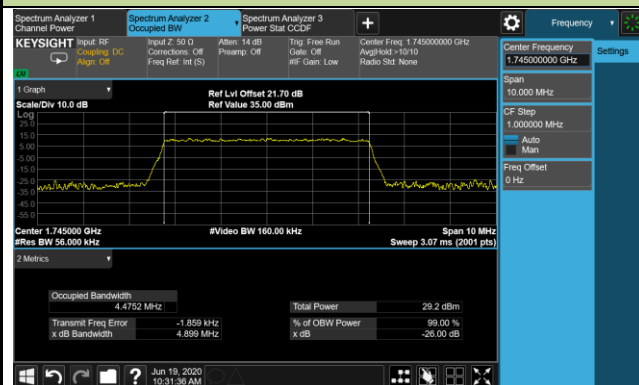 Spectrum Analyzer 1
Channel Power
Spectrum Analyzer 2
Occupied BW
Spectrum Analyzer 3
Power Stat CCDF
+
Frequency
KEYSIGHT
Input: RF
Coupling: DC
Align: Off
Input Z: 50 Ω
Corrections: Off
Freq Ref: Int (S)
Atten: 14 dB
Preamp: Off
Trig: Free Run
Gate: Off
#IF Gain: Low
Center Freq: 1.745000000 GHz
Avg|Hold:>10/10
Radio Std: None
LXI
Center Frequency
1.745000000 GHz
Settings
Span
10.000 MHz
CF Step
1.000000 MHz
Auto
Man
Freq Offset
0 Hz
1 Graph
Scale/Div 10.0 dB
Ref Lvl Offset 21.70 dB
Ref Value 35.00 dBm
Log
25.0
15.0
5.00
-5.00
-15.0
-25.0
-35.0
-45.0
-55.0
Center 1.745000 GHz
#Res BW 56.000 kHz
#Video BW 160.00 kHz
Span 10 MHz
Sweep 3.07 ms (2001 pts)
2 Metrics
Occupied Bandwidth
4.4752 MHz
Total Power 29.2 dBm
Transmit Freq Error -1.859 kHz
% of OBW Power 99.00 %
x dB Bandwidth 4.899 MHz
x dB -26.00 dB
?
Jun 19, 2020
10:31:36 AM